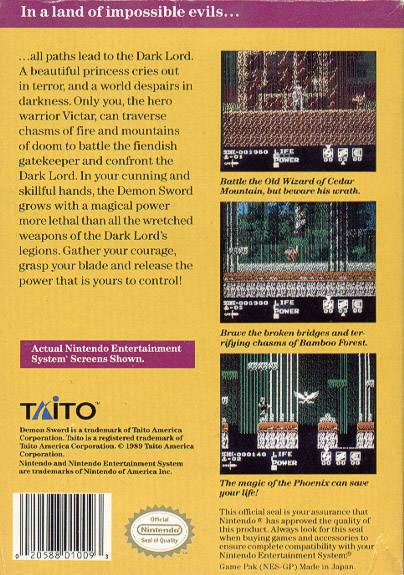 In a land of impossible evils...
...all paths lead to the Dark Lord.
A beautiful princess cries out
in terror, and a world despairs in
darkness. Only you, the hero
warrior Victar, can traverse
chasms of fire and mountains
of doom to battle the fiendish
gatekeeper and confront the
Dark Lord. In your cunning and
skillful hands, the Demon Sword
grows with a magical power
more lethal than all the wretched
weapons of the Dark Lord's
legions. Gather your courage,
grasp your blade and release the
power that is yours to control!
Actual Nintendo Entertainment
System® Screens Shown.
TAITO™
Demon Sword is a trademark of Taito America
Corporation. Taito is a registered trademark of
Taito America Corporation. © 1989 Taito America
Corporation.
Nintendo and Nintendo Entertainment System
are trademarks of Nintendo of America Inc.
0 20588 01009 3
Official
Nintendo
Seal of Quality
LIFE
-01 POWER
Battle the Old Wizard of Cedar
Mountain, but beware his wrath.
LIFE
POWER
Brave the broken bridges and ter-
rifying chasms of Bamboo Forest.
-000140 LIFE
-02 POWER
The magic of the Phoenix can save
your life!
This official seal is your assurance that
Nintendo® has approved the quality of
this product. Always look for this seal
when buying games and accessories to
ensure complete compatibility with your
Nintendo Entertainment System.®
Game Pak (NES-GP) Made in Japan.